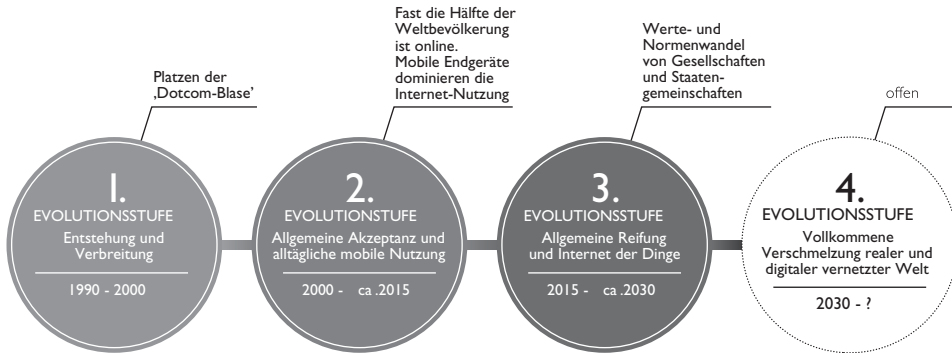 Platzen der
‚Dotcom-Blase'
Fast die Hälfte der
Weltbevölkerung
ist online.
Mobile Endgeräte
dominieren die
Internet-Nutzung
Werte- und
Normenwandel
von Gesellschaften
und Staaten-
gemeinschaften
offen
1.
EVOLUTIONSSTUFE
Entstehung und
Verbreitung
1990 - 2000
2.
EVOLUTIONSTUFE
Allgemeine Akzeptanz und
alltägliche mobile Nutzung
2000 - ca .2015
3.
EVOLUTIONSSTUFE
Allgemeine Reifung
und Internet der Dinge
2015 - ca .2030
4.
EVOLUTIONSSTUFE
Vollkommene
Verschmelzung realer und
digitaler vernetzter Welt
2030 - ?